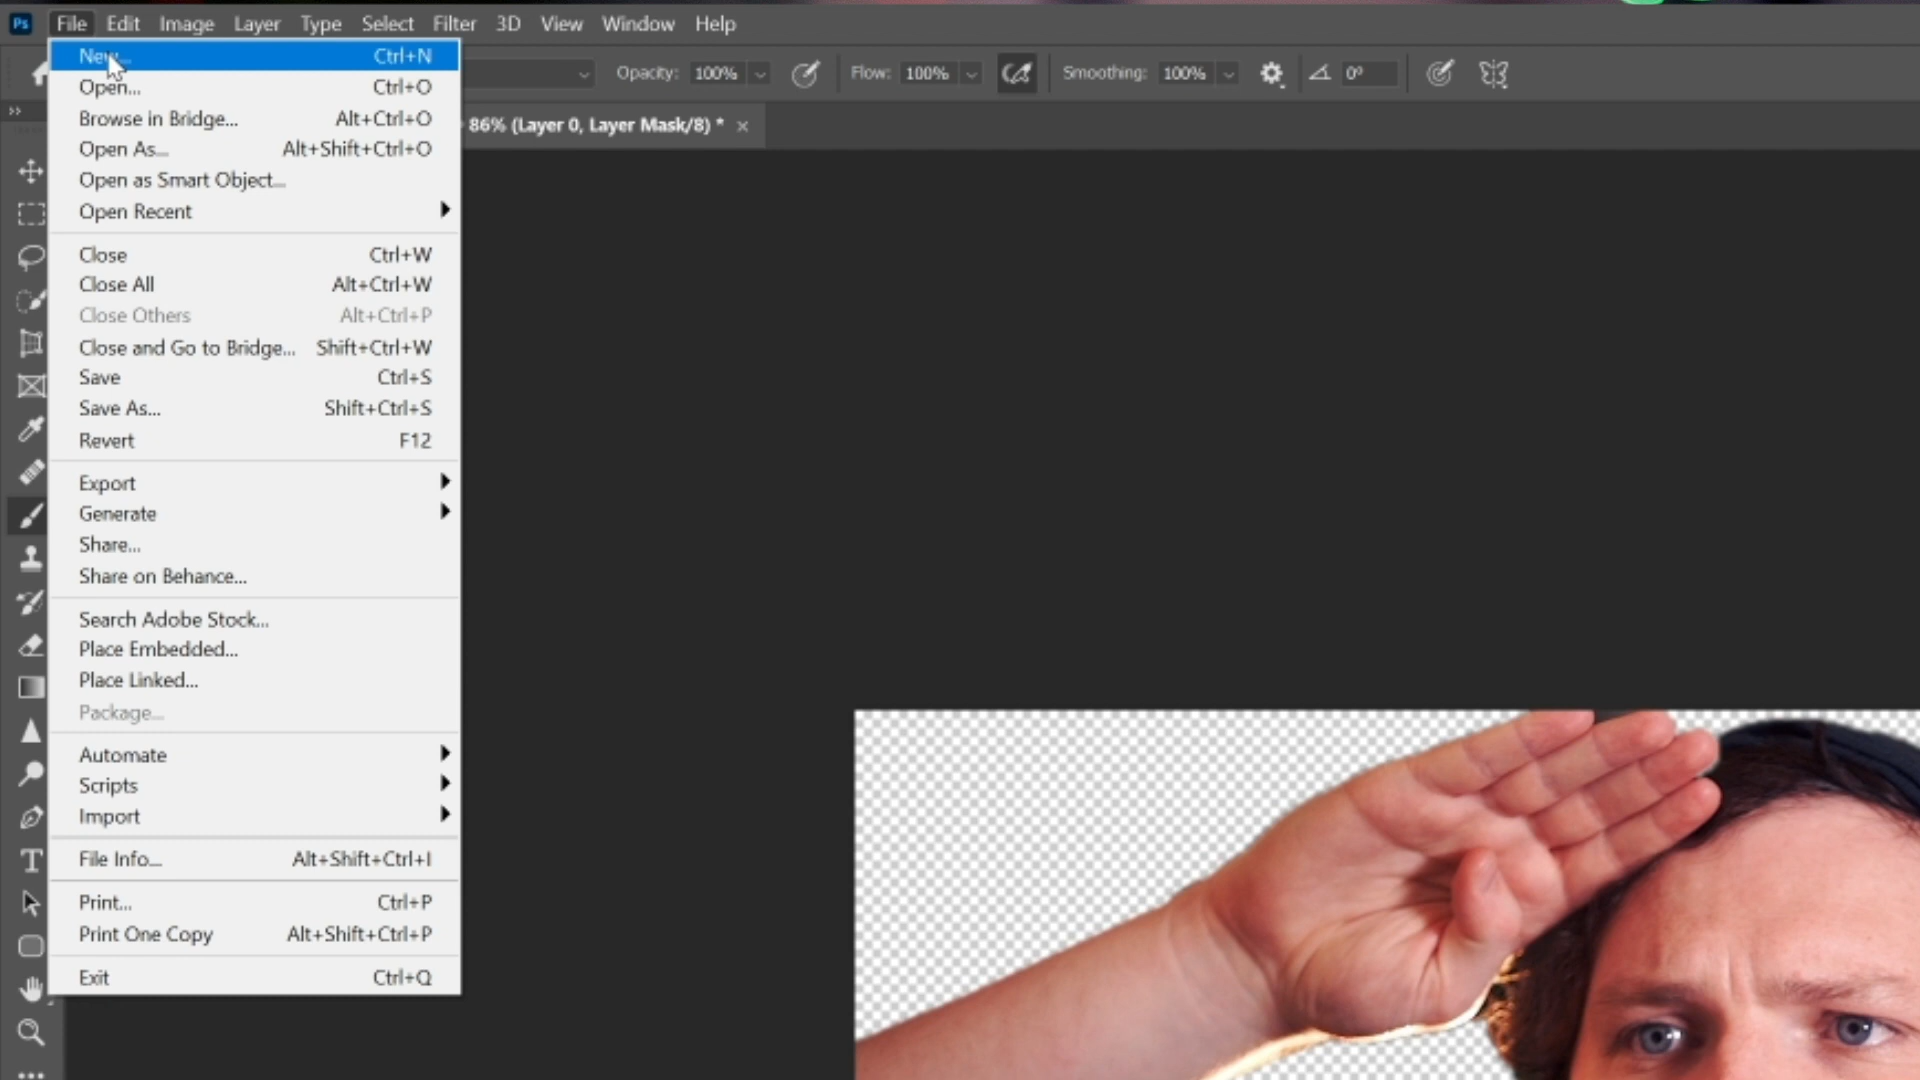 Ps File Edit Image Layer Type Select Filter 3D View Window Help
Opacity: 100% Flow: 100% Smoothing: 100% 0°
86% (Layer 0, Layer Mask/8) * ×
New... Ctrl+N
Open... Ctrl+O
Browse in Bridge... Alt+Ctrl+O
Open As... Alt+Shift+Ctrl+O
Open as Smart Object...
Open Recent
Close Ctrl+W
Close All Alt+Ctrl+W
Close Others Alt+Ctrl+P
Close and Go to Bridge... Shift+Ctrl+W
Save Ctrl+S
Save As... Shift+Ctrl+S
Revert F12
Export
Generate
Share...
Share on Behance...
Search Adobe Stock...
Place Embedded...
Place Linked...
Package...
Automate
Scripts
Import
File Info... Alt+Shift+Ctrl+I
Print... Ctrl+P
Print One Copy Alt+Shift+Ctrl+P
Exit Ctrl+Q